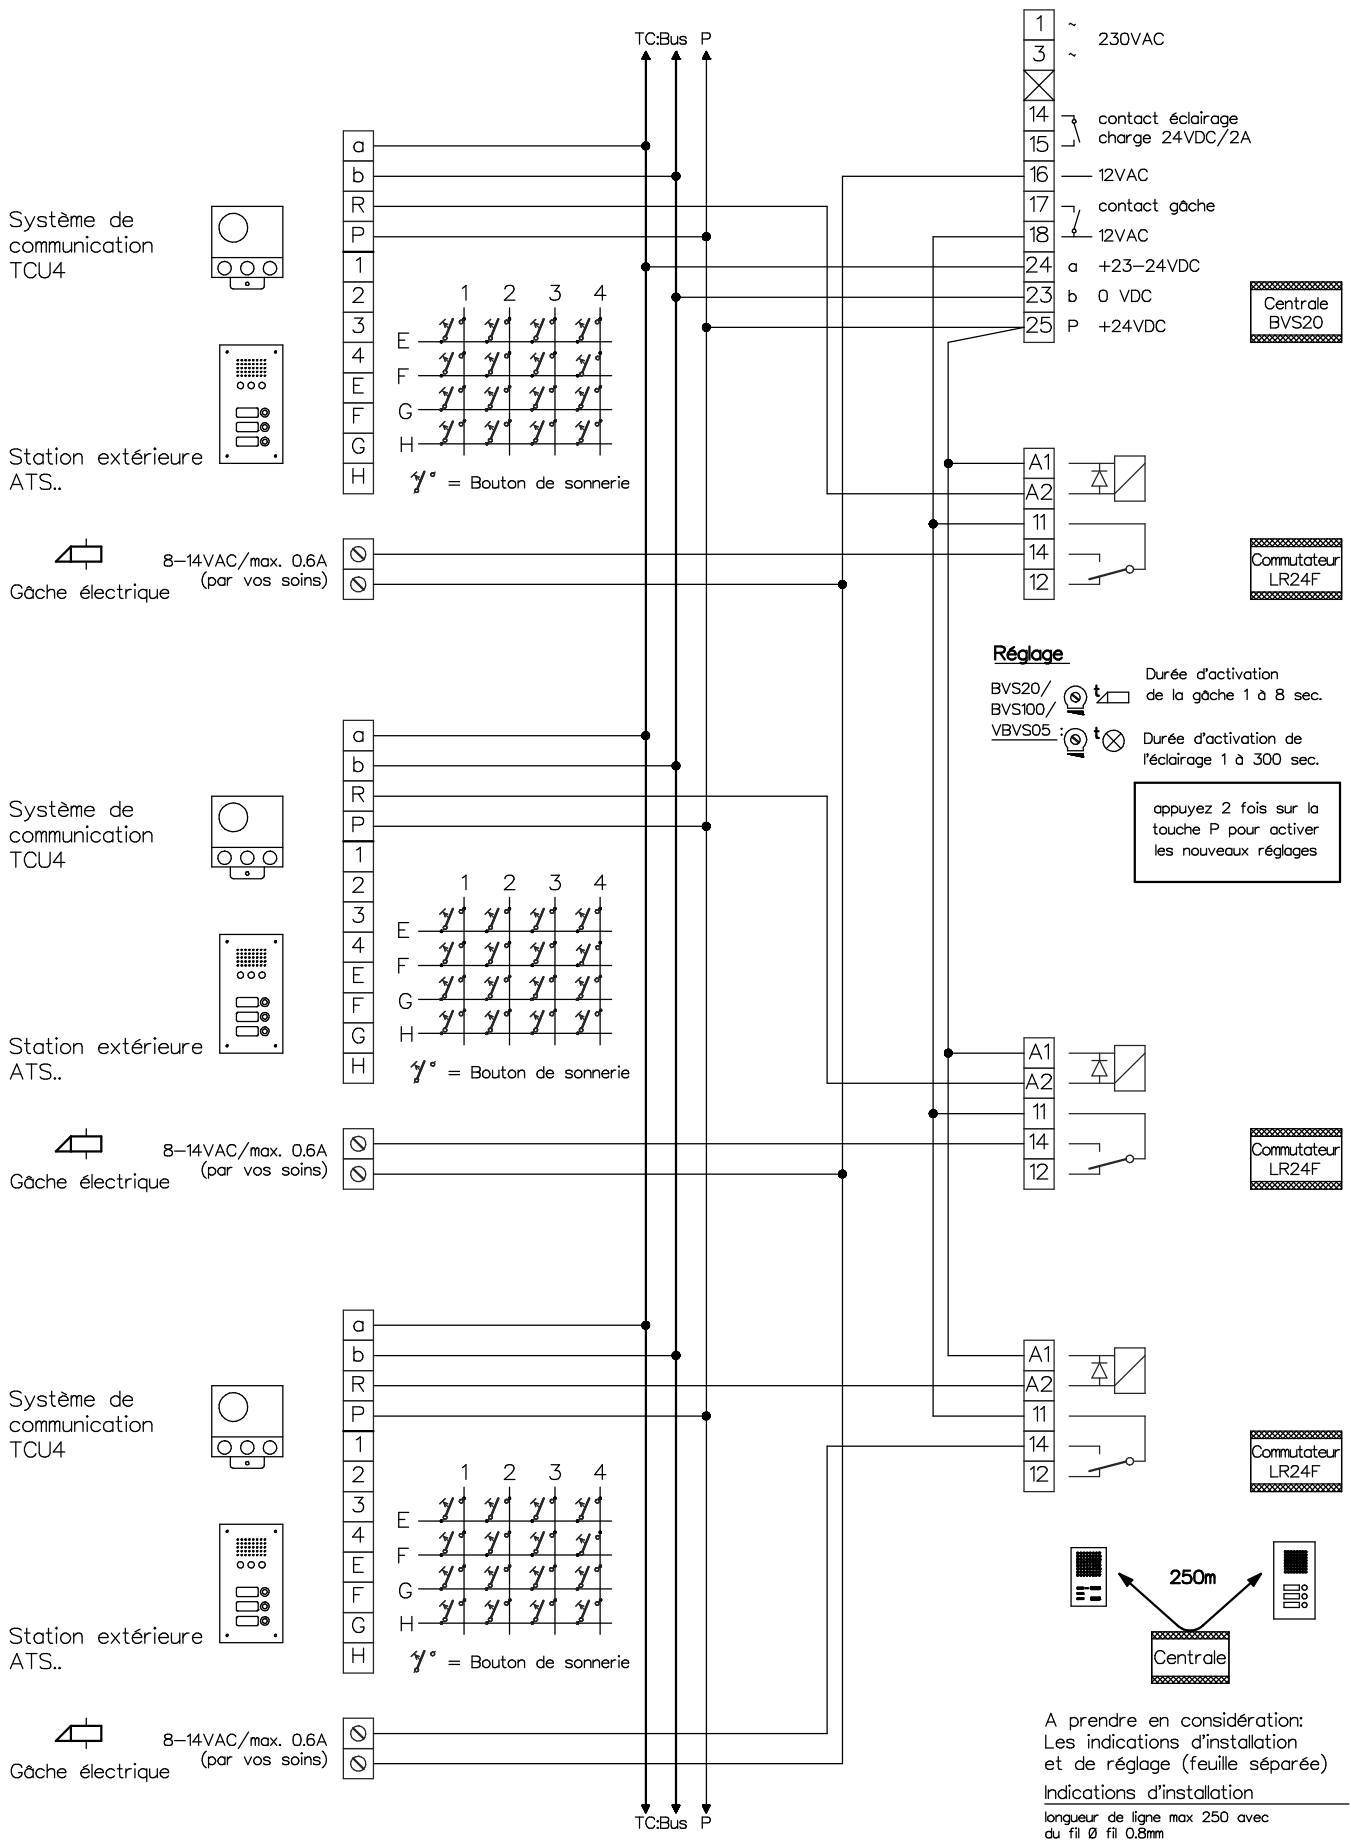 TC:Bus P
1 ~
230VAC
3 ~
14
contact éclairage
charge 24VDC/2A
15
16 12VAC
17 contact gâche
18 12VAC
24 a +23-24VDC
23 b 0 VDC
25 P +24VDC
Centrale
BVS20
a
b
R
P
1
2
3
4
E
F
G
H
Système de
communication
TCU4
1 2 3 4
E
F
G
H
= Bouton de sonnerie
Station extérieure
ATS..
A1
A2
11
14
12
Commutateur
LR24F
8-14VAC/max. 0.6A
(par vos soins)
Gâche électrique
Réglage
BVS20/
BVS100/
VBVS05 :
t
Durée d'activation
de la gâche 1 à 8 sec.
t
Durée d'activation de
l'éclairage 1 à 300 sec.
appuyez 2 fois sur la
touche P pour activer
les nouveaux réglages
a
b
R
P
1
2
3
4
E
F
G
H
Système de
communication
TCU4
1 2 3 4
E
F
G
H
= Bouton de sonnerie
Station extérieure
ATS..
A1
A2
11
14
12
Commutateur
LR24F
8-14VAC/max. 0.6A
(par vos soins)
Gâche électrique
a
b
R
P
1
2
3
4
E
F
G
H
Système de
communication
TCU4
1 2 3 4
E
F
G
H
= Bouton de sonnerie
Station extérieure
ATS..
A1
A2
11
14
12
Commutateur
LR24F
8-14VAC/max. 0.6A
(par vos soins)
Gâche électrique
250m
Centrale
A prendre en considération:
Les indications d'installation
et de réglage (feuille séparée)
Indications d'installation
longueur de ligne max 250 avec
du fil Ø fil 0.8mm
TC:Bus P